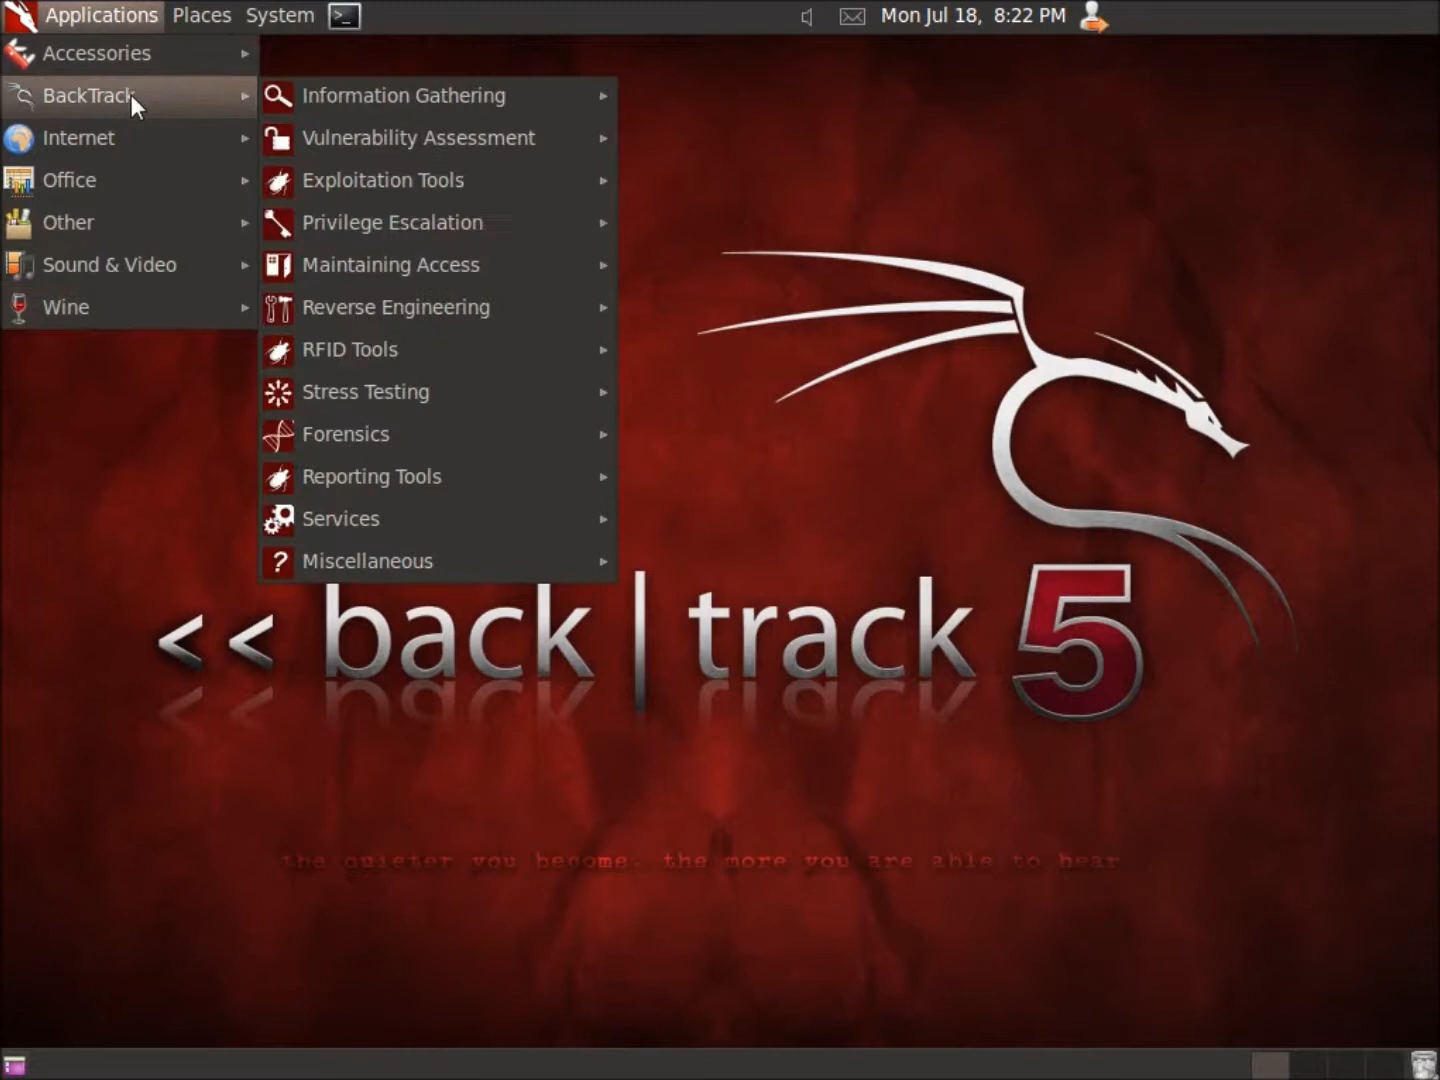 Applications Places System >_ Mon Jul 18, 8:22 PM
Accessories
BackTrack
Internet
Office
Other
Sound & Video
Wine
Information Gathering
Vulnerability Assessment
Exploitation Tools
Privilege Escalation
Maintaining Access
Reverse Engineering
RFID Tools
Stress Testing
Forensics
Reporting Tools
Services
? Miscellaneous
<< back | track 5
the quieter you become, the more you are able to hear